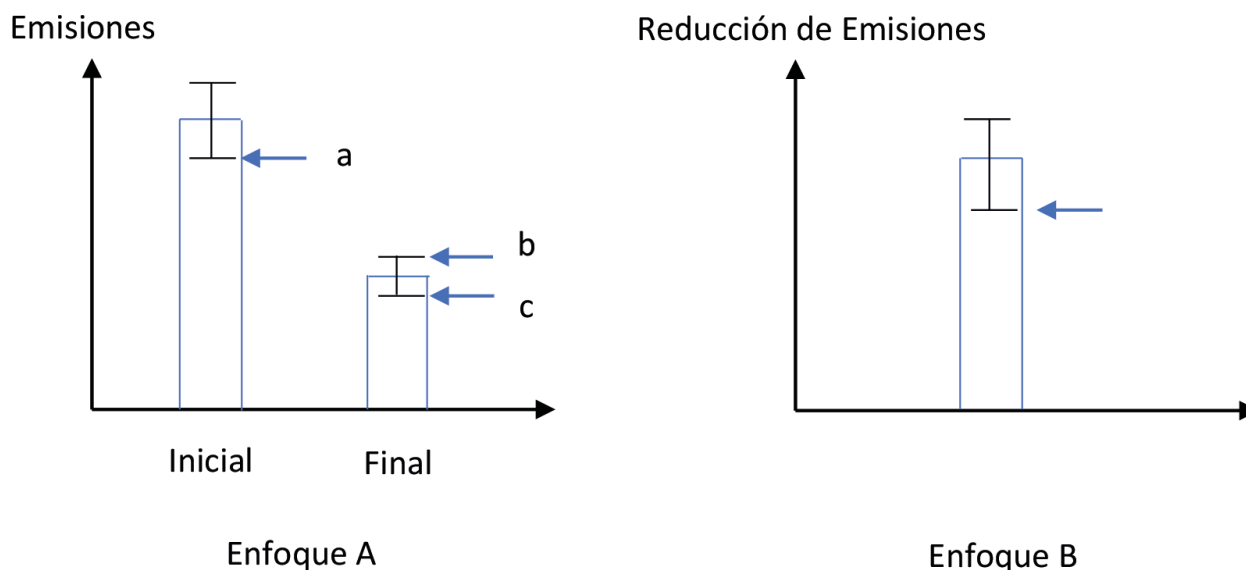 Emisiones
Reducción de Emisiones
a
b
c
Inicial
Final
Enfoque A
Enfoque B